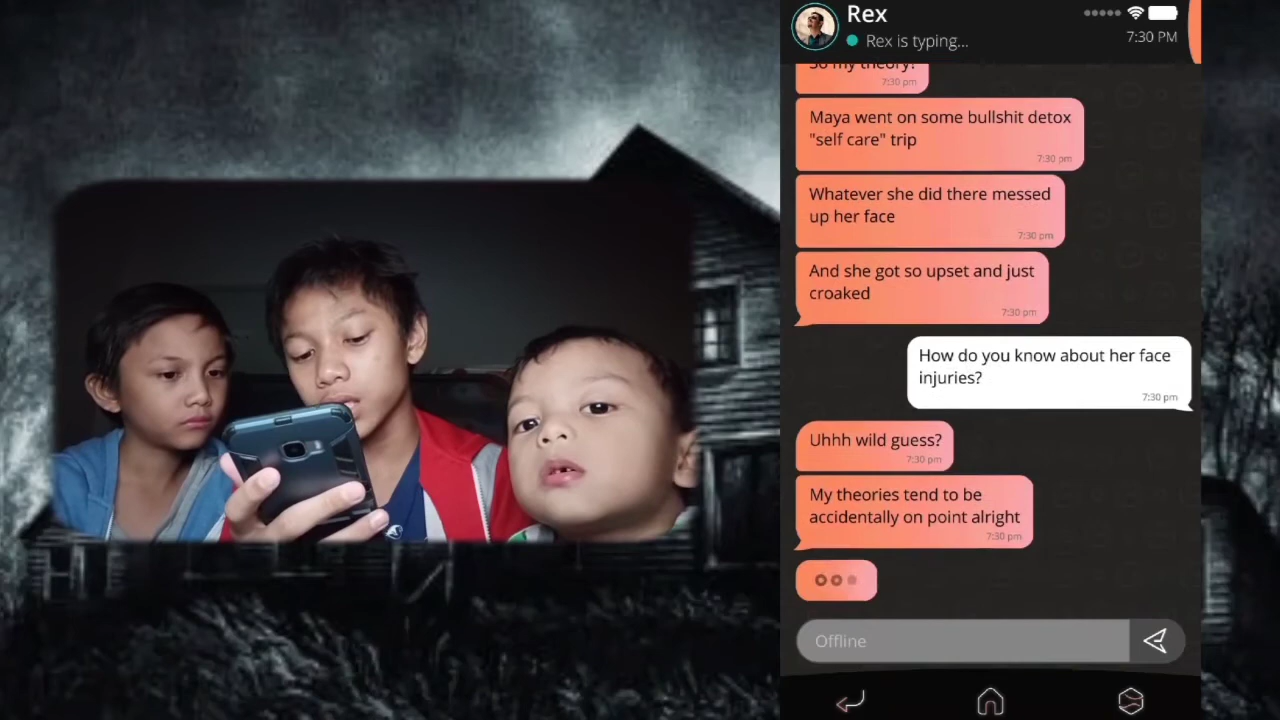 Rex
Rex is typing...
7:30 PM
So my theory?
7:30 pm
Maya went on some bullshit detox
"self care" trip
7:30 pm
Whatever she did there messed
up her face
7:30 pm
And she got so upset and just
croaked
7:30 pm
How do you know about her face
injuries?
7:30 pm
Uhhh wild guess?
7:30 pm
My theories tend to be
accidentally on point alright
7:30 pm
Offline